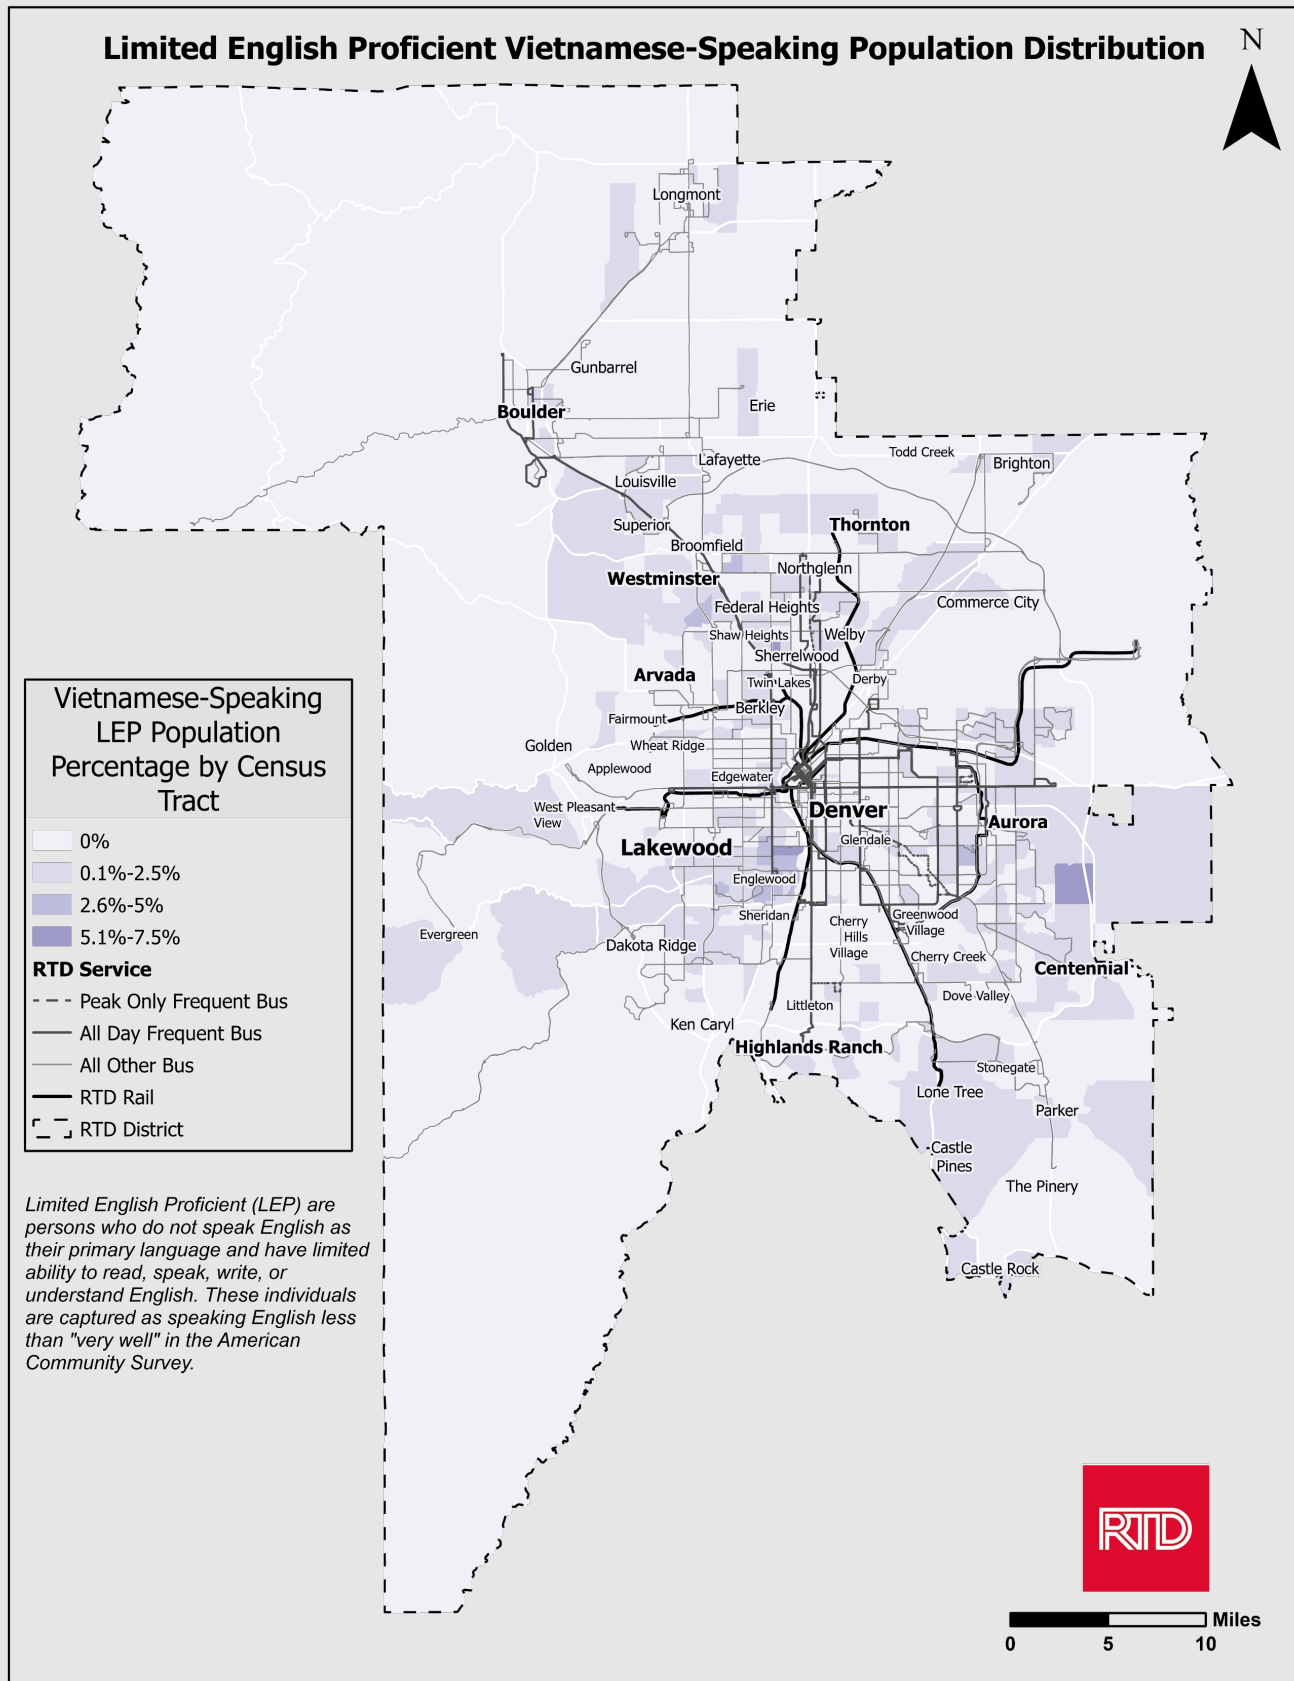 Limited English Proficient Vietnamese-Speaking Population Distribution
N
Longmont
Gunbarrel
Boulder
Erie
Todd Creek
Brighton
Lafayette
Louisville
Superior
Thornton
Broomfield
Northglenn
Westminster
Commerce City
Federal Heights
Shaw Heights
Welby
Sherrelwood
Arvada
Twin Lakes
Derby
Berkley
Fairmount
Golden
Wheat Ridge
Applewood
Edgewater
West Pleasant
View
Denver
Aurora
Lakewood
Glendale
Englewood
Sheridan
Cherry
Hills
Village
Greenwood
Village
Evergreen
Dakota Ridge
Cherry Creek
Centennial
Dove Valley
Littleton
Ken Caryl
Highlands Ranch
Stonegate
Lone Tree
Parker
Castle
Pines
The Pinery
Castle Rock
Vietnamese-Speaking
LEP Population
Percentage by Census
Tract
0%
0.1%-2.5%
2.6%-5%
5.1%-7.5%
RTD Service
Peak Only Frequent Bus
All Day Frequent Bus
All Other Bus
RTD Rail
RTD District
Limited English Proficient (LEP) are
persons who do not speak English as
their primary language and have limited
ability to read, speak, write, or
understand English. These individuals
are captured as speaking English less
than "very well" in the American
Community Survey.
RTD
Miles
0 5 10